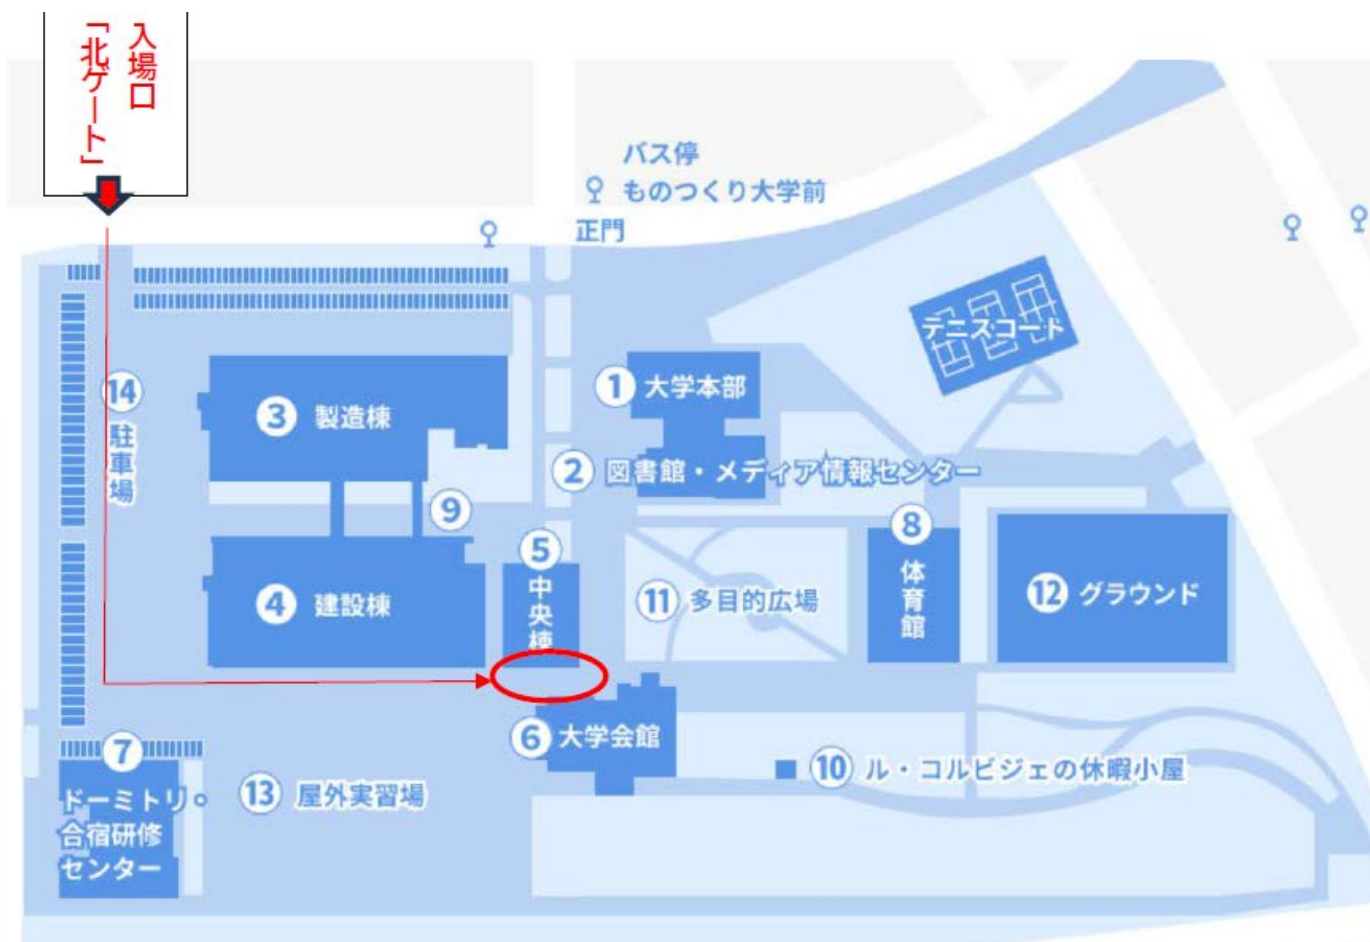 入場口
「北ゲート」
バス停
ものつくり大学前
正門
テニスコート
① 大学本部
⑭ 駐車場
③ 製造棟
② 図書館・メディア情報センター
⑨
⑧ 体育館
⑤ 中央棟
④ 建設棟
⑪ 多目的広場
⑫ グラウンド
⑥ 大学会館
⑦ ドーミトリ・
合宿研修
センター
⑬ 屋外実習場
⑩ ル・コルビジェの休暇小屋